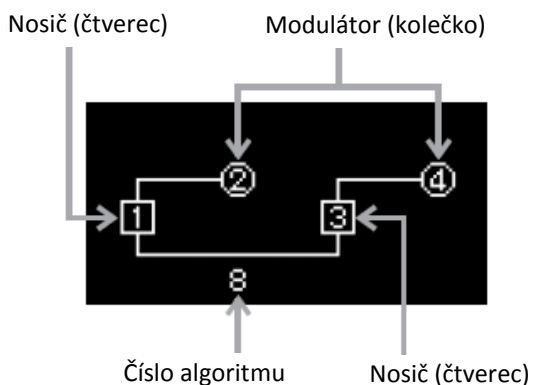 Nosič (čtverec) Modulátor (kolečko)
2 4
1 3
8
Číslo algoritmu Nosič (čtverec)